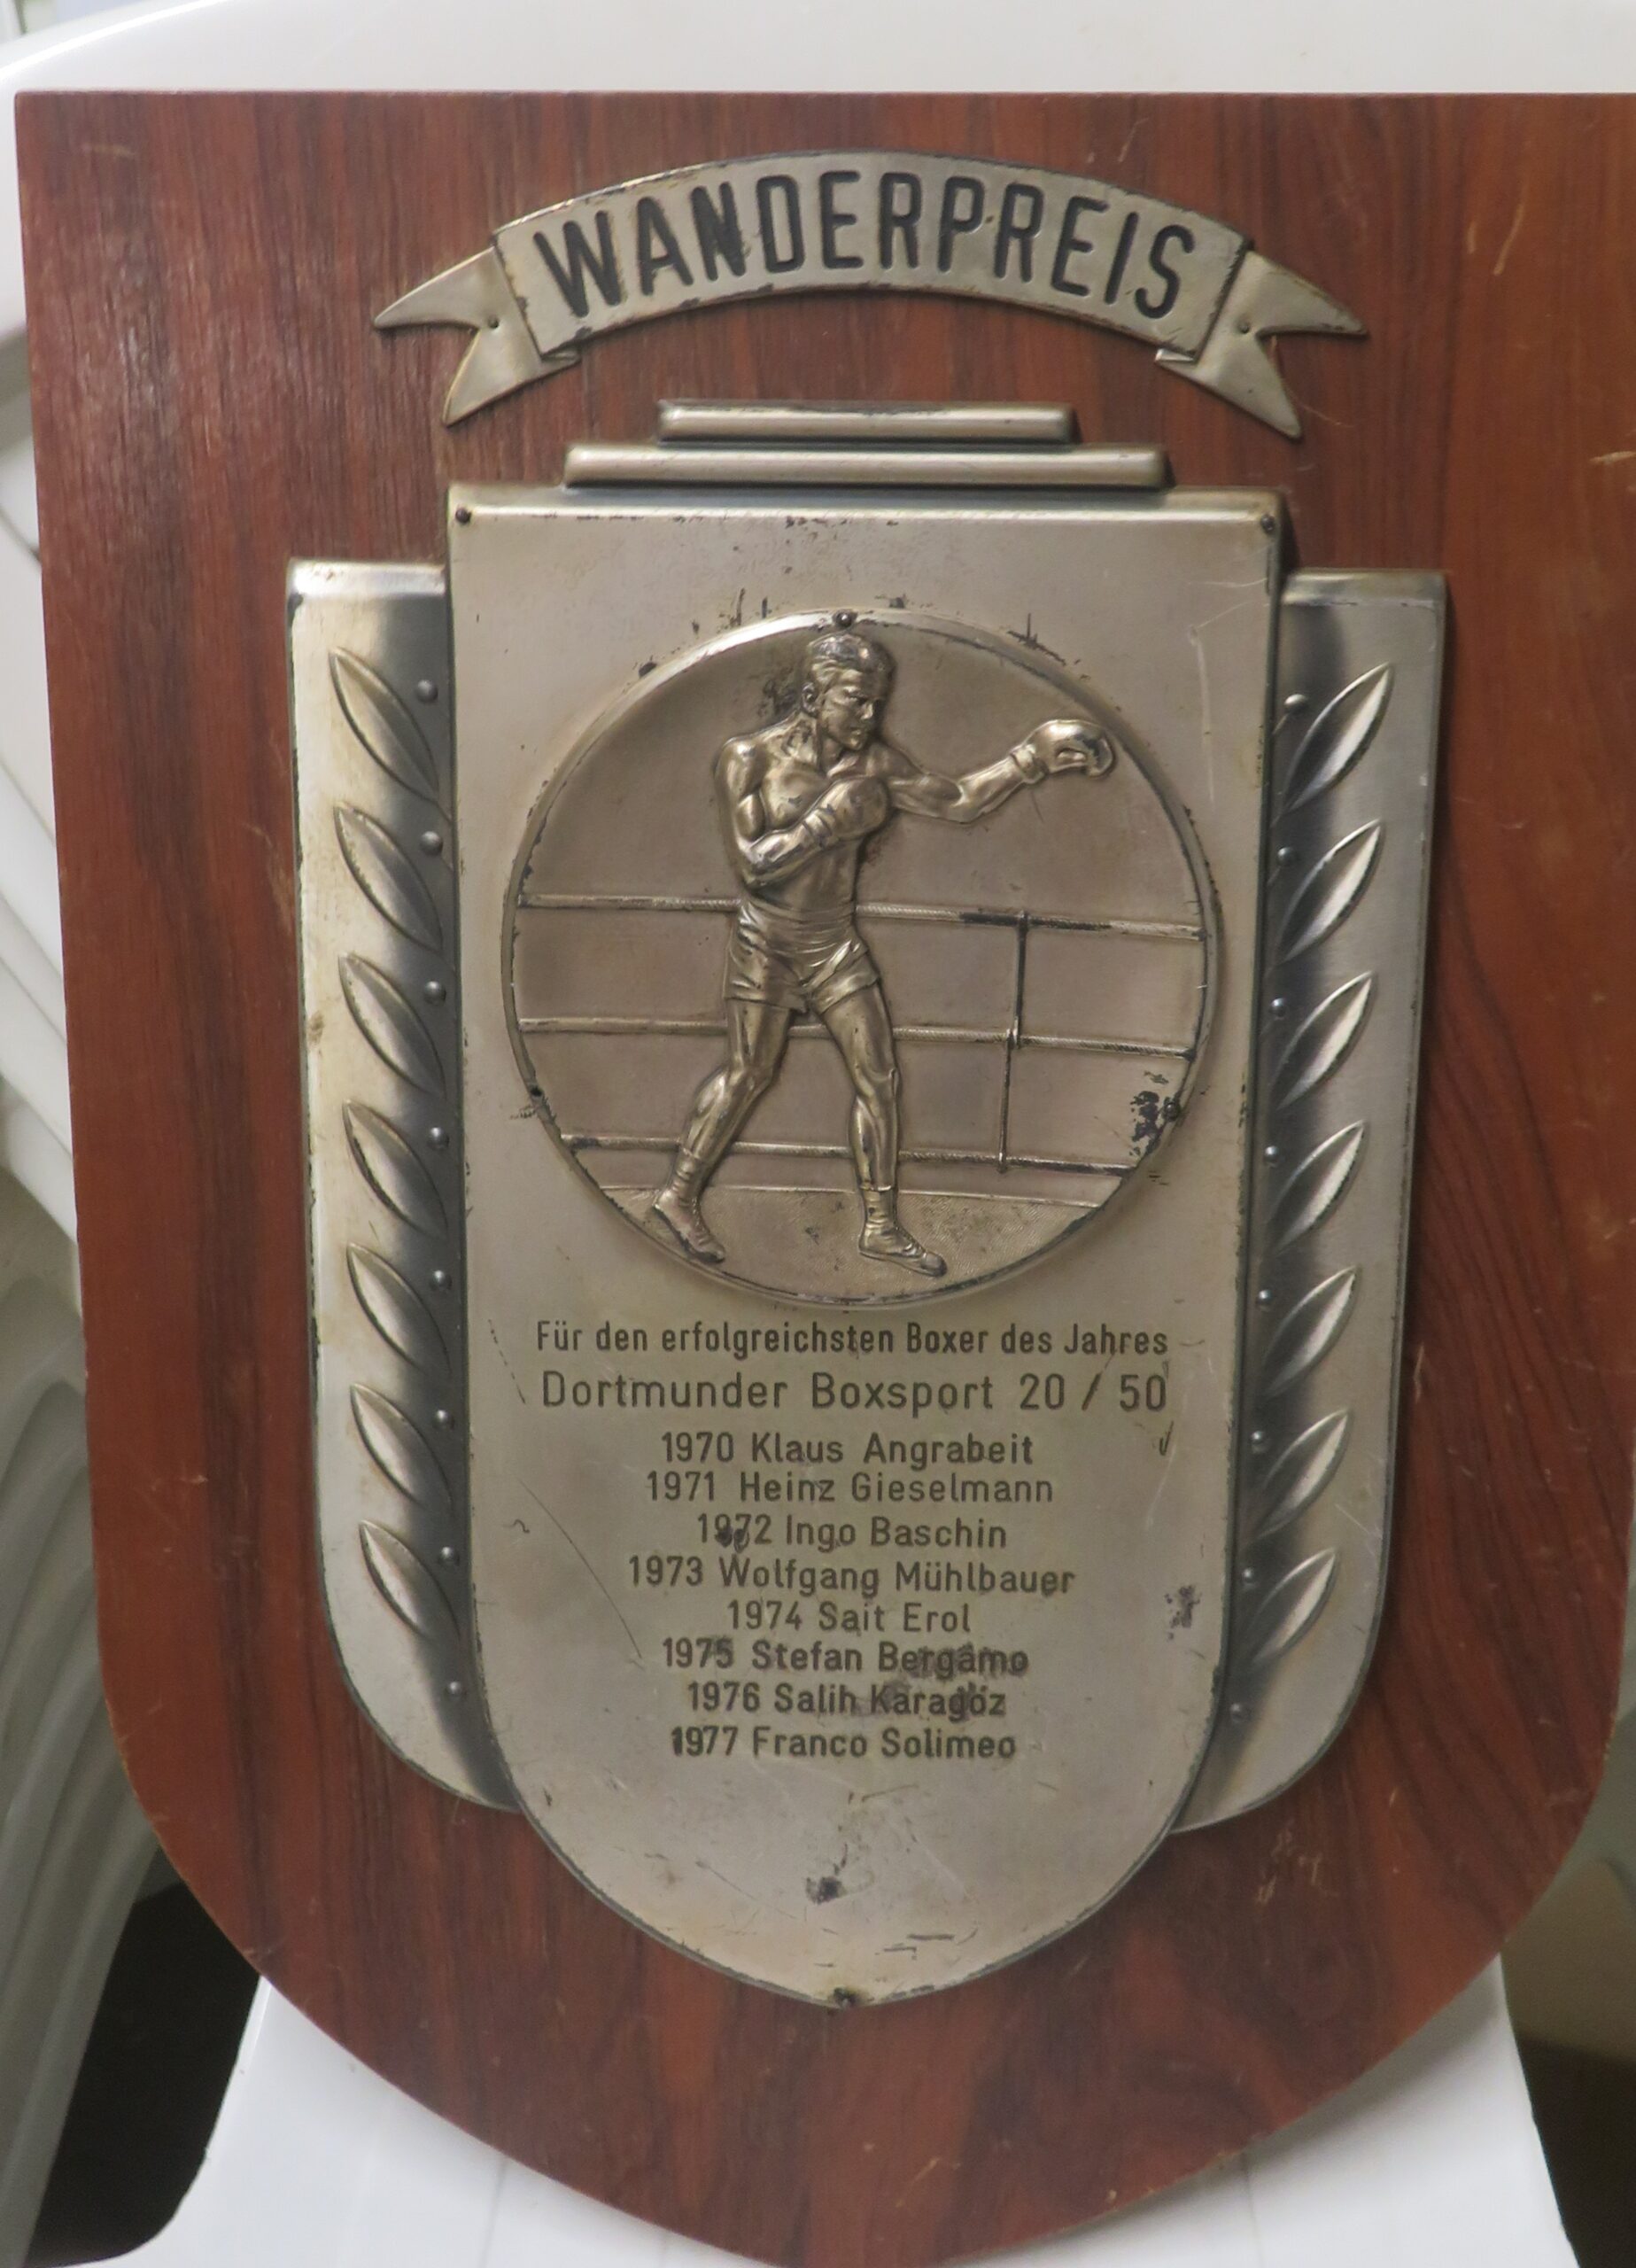 WANDERPREIS
Für den erfolgreichsten Boxer des Jahres
Dortmunder Boxsport 20 / 50
1970 Klaus Angrabeit
1971 Heinz Gieselmann
1972 Ingo Baschin
1973 Wolfgang Mühlbauer
1974 Sait Erol
1975 Stefan Bergamo
1976 Salih Karagöz
1977 Franco Solimeo